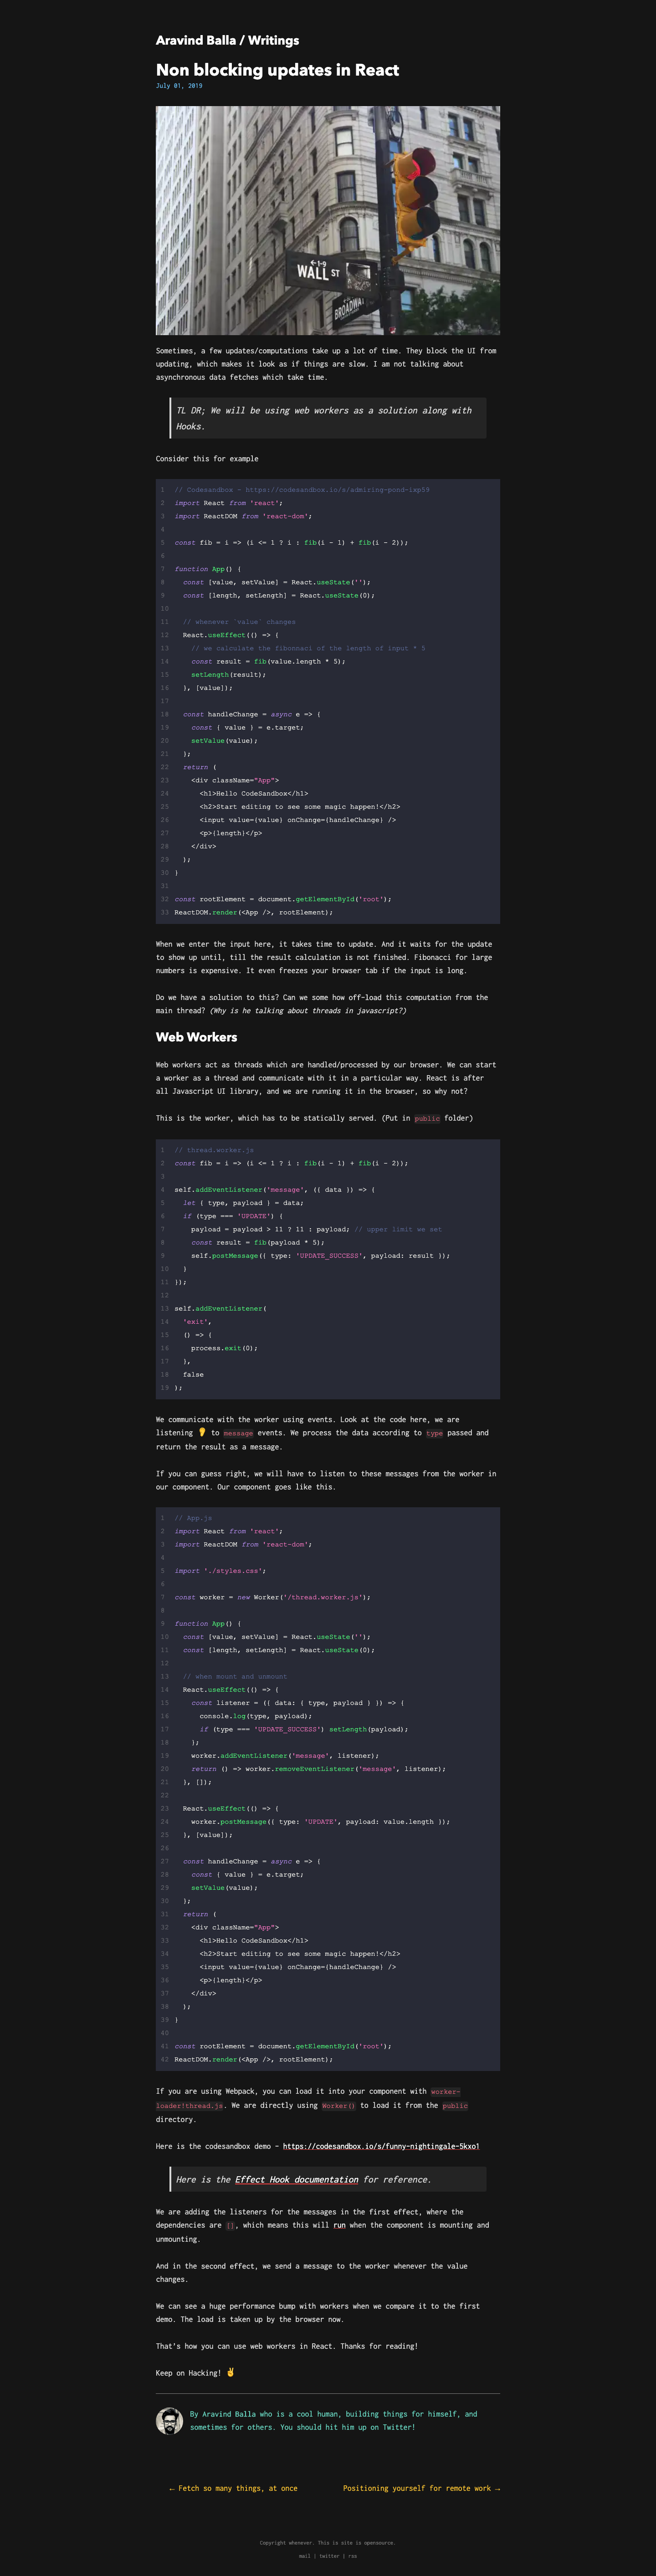 Aravind Balla / Writings
Non blocking updates in React
July 01, 2019
←1-9
WALL ST
BROADWAY
Sometimes, a few updates/computations take up a lot of time. They block the UI from
updating, which makes it look as if things are slow. I am not talking about
asynchronous data fetches which take time.
TL DR; We will be using web workers as a solution along with
Hooks.
Consider this for example
1 // Codesandbox - https://codesandbox.io/s/admiring-pond-ixp59
2 import React from 'react';
3 import ReactDOM from 'react-dom';
4
5 const fib = i => (i <= 1 ? i : fib(i - 1) + fib(i - 2));
6
7 function App() {
8   const [value, setValue] = React.useState('');
9   const [length, setLength] = React.useState(0);
10
11   // whenever `value` changes
12   React.useEffect(() => {
13     // we calculate the fibonnaci of the length of input * 5
14     const result = fib(value.length * 5);
15     setLength(result);
16   }, [value]);
17
18   const handleChange = async e => {
19     const { value } = e.target;
20     setValue(value);
21   };
22   return (
23     <div className="App">
24       <h1>Hello CodeSandbox</h1>
25       <h2>Start editing to see some magic happen!</h2>
26       <input value={value} onChange={handleChange} />
27       <p>{length}</p>
28     </div>
29   );
30 }
31
32 const rootElement = document.getElementById('root');
33 ReactDOM.render(<App />, rootElement);
When we enter the input here, it takes time to update. And it waits for the update
to show up until, till the result calculation is not finished. Fibonacci for large
numbers is expensive. It even freezes your browser tab if the input is long.
Do we have a solution to this? Can we some how off-load this computation from the
main thread? (Why is he talking about threads in javascript?)
Web Workers
Web workers act as threads which are handled/processed by our browser. We can start
a worker as a thread and communicate with it in a particular way. React is after
all Javascript UI library, and we are running it in the browser, so why not?
This is the worker, which has to be statically served. (Put in public folder)
1 // thread.worker.js
2 const fib = i => (i <= 1 ? i : fib(i - 1) + fib(i - 2));
3
4 self.addEventListener('message', ({ data }) => {
5   let { type, payload } = data;
6   if (type === 'UPDATE') {
7     payload = payload > 11 ? 11 : payload; // upper limit we set
8     const result = fib(payload * 5);
9     self.postMessage({ type: 'UPDATE_SUCCESS', payload: result });
10   }
11 });
12
13 self.addEventListener(
14   'exit',
15   () => {
16     process.exit(0);
17   },
18   false
19 );
We communicate with the worker using events. Look at the code here, we are
listening 👂 to message events. We process the data according to type passed and
return the result as a message.
If you can guess right, we will have to listen to these messages from the worker in
our component. Our component goes like this.
1 // App.js
2 import React from 'react';
3 import ReactDOM from 'react-dom';
4
5 import './styles.css';
6
7 const worker = new Worker('/thread.worker.js');
8
9 function App() {
10   const [value, setValue] = React.useState('');
11   const [length, setLength] = React.useState(0);
12
13   // when mount and unmount
14   React.useEffect(() => {
15     const listener = ({ data: { type, payload } }) => {
16       console.log(type, payload);
17       if (type === 'UPDATE_SUCCESS') setLength(payload);
18     };
19     worker.addEventListener('message', listener);
20     return () => worker.removeEventListener('message', listener);
21   }, []);
22
23   React.useEffect(() => {
24     worker.postMessage({ type: 'UPDATE', payload: value.length });
25   }, [value]);
26
27   const handleChange = async e => {
28     const { value } = e.target;
29     setValue(value);
30   };
31   return (
32     <div className="App">
33       <h1>Hello CodeSandbox</h1>
34       <h2>Start editing to see some magic happen!</h2>
35       <input value={value} onChange={handleChange} />
36       <p>{length}</p>
37     </div>
38   );
39 }
40
41 const rootElement = document.getElementById('root');
42 ReactDOM.render(<App />, rootElement);
If you are using Webpack, you can load it into your component with worker-
loader!thread.js. We are directly using Worker() to load it from the public
directory.
Here is the codesandbox demo - https://codesandbox.io/s/funny-nightingale-5kxo1
Here is the Effect Hook documentation for reference.
We are adding the listeners for the messages in the first effect, where the
dependencies are [], which means this will run when the component is mounting and
unmounting.
And in the second effect, we send a message to the worker whenever the value
changes.
We can see a huge performance bump with workers when we compare it to the first
demo. The load is taken up by the browser now.
That's how you can use web workers in React. Thanks for reading!
Keep on Hacking! ✌️
By Aravind Balla who is a cool human, building things for himself, and
sometimes for others. You should hit him up on Twitter!
← Fetch so many things, at once
Positioning yourself for remote work →
Copyright whenever. This is site is opensource.
mail | twitter | rss